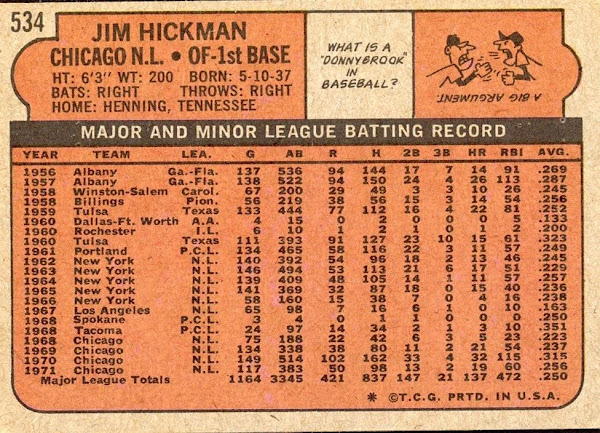 534
JIM HICKMAN
CHICAGO N.L. • OF-1st BASE
HT: 6'3" WT: 200 BORN: 5-10-37
BATS: RIGHT THROWS: RIGHT
HOME: HENNING, TENNESSEE
WHAT IS A
"DONNYBROOK"
IN
BASEBALL?
A BIG ARGUMENT.
MAJOR AND MINOR LEAGUE BATTING RECORD
YEAR TEAM LEA. G AB R H 2B 3B HR RBI AVG.
1956 Albany Ga.-Fla. 137 536 94 144 17 7 14 91 .269
1957 Albany Ga.-Fla. 138 522 94 150 24 4 26 113 .287
1958 Winston-Salem Carol. 67 200 29 49 3 3 10 26 .245
1958 Billings Pion. 56 219 38 56 15 3 14 54 .256
1959 Tulsa Texas 133 444 77 112 16 4 22 81 .252
1960 Dallas-Ft. Worth A.A. 4 15 0 2 0 0 0 5 .133
1960 Rochester I.L. 6 10 1 2 1 0 1 2 .200
1960 Tulsa Texas 111 393 91 127 23 10 15 61 .323
1961 Portland P.C.L. 134 465 58 116 22 3 11 57 .249
1962 New York N.L. 140 392 54 96 18 2 13 46 .245
1963 New York N.L. 146 494 53 113 21 6 17 51 .229
1964 New York N.L. 139 409 48 105 14 1 11 57 .257
1965 New York N.L. 141 369 32 87 18 0 15 40 .236
1966 New York N.L. 58 160 15 38 7 0 4 16 .238
1967 Los Angeles N.L. 65 98 7 16 6 1 0 10 .163
1968 Spokane P.C.L. 3 4 0 1 1 0 0 0 .250
1968 Tacoma P.C.L. 24 97 14 34 2 1 3 10 .351
1968 Chicago N.L. 75 188 22 42 6 3 5 23 .223
1969 Chicago N.L. 134 338 38 80 11 2 21 54 .237
1970 Chicago N.L. 149 514 102 162 33 4 32 115 .315
1971 Chicago N.L. 117 383 50 98 13 2 19 60 .256
Major League Totals 1164 3345 421 837 147 21 137 472 .250
* © T.C.G. PRTD. IN U.S.A.